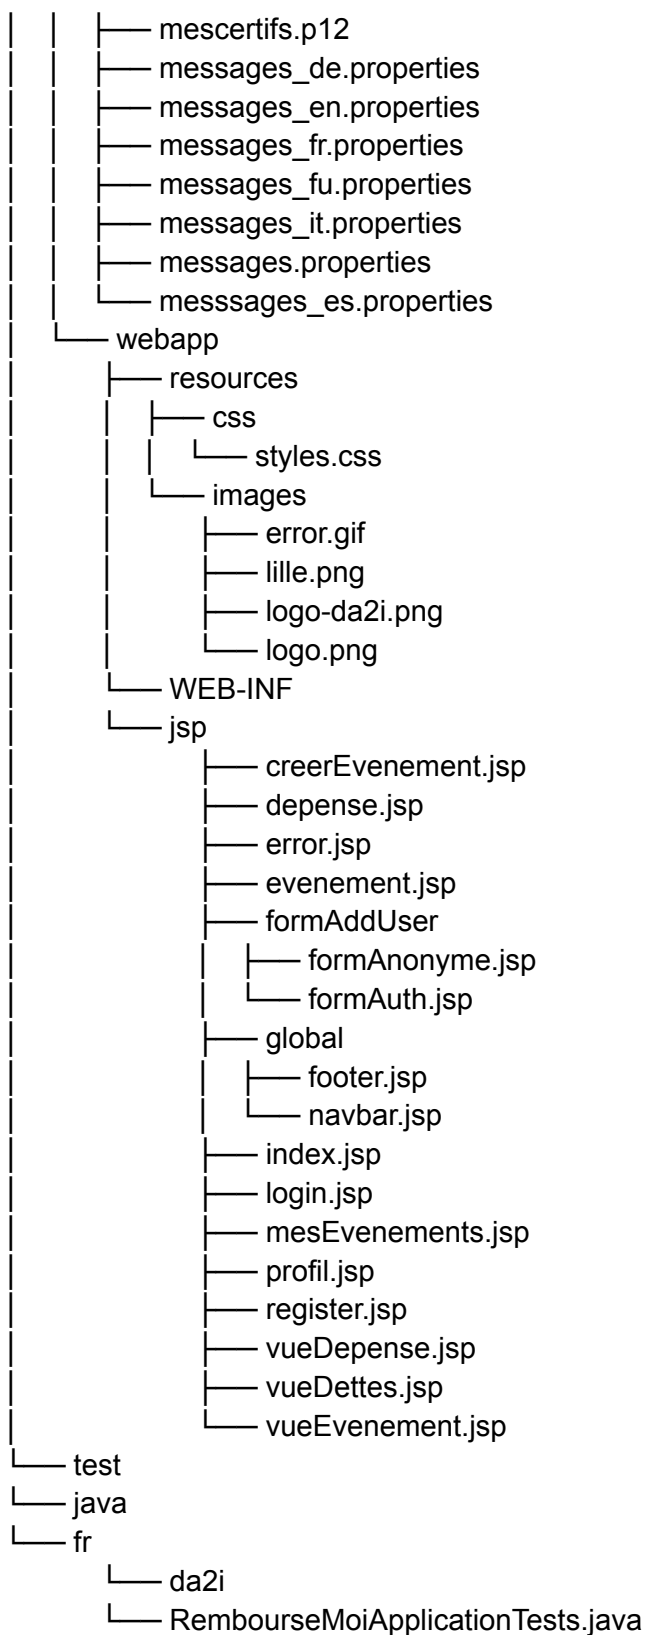 mescertifs.p12
messages_de.properties
messages_en.properties
messages_fr.properties
messages_fu.properties
messages_it.properties
messages.properties
messsages_es.properties
webapp
resources
css
styles.css
images
error.gif
lille.png
logo-da2i.png
logo.png
WEB-INF
jsp
creerEvenement.jsp
depense.jsp
error.jsp
evenement.jsp
formAddUser
formAnonyme.jsp
formAuth.jsp
global
footer.jsp
navbar.jsp
index.jsp
login.jsp
mesEvenements.jsp
profil.jsp
register.jsp
vueDepense.jsp
vueDettes.jsp
vueEvenement.jsp
test
java
fr
da2i
RembourseMoiApplicationTests.java